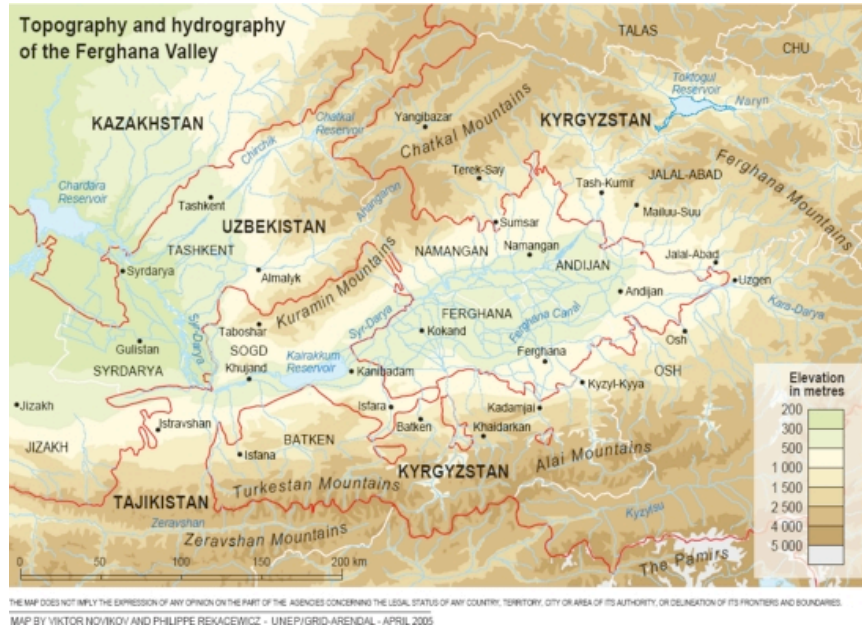 Topography and hydrography
of the Ferghana Valley
TALAS
CHU
Toktogul
Reservoir
Naryn
KAZAKHSTAN
Chatkal
Reservoir
Yangibazar
Chatkal Mountains
KYRGYZSTAN
Chirchik
Chardara
Reservoir
Terek-Say
Tash-Kumir
JALAL-ABAD
Ferghana Mountains
Tashkent
Mailuu-Suu
Ahangaron
UZBEKISTAN
Sumsar
TASHKENT
NAMANGAN
Namangan
Syrdarya
Almalyk
Kuramin Mountains
ANDIJAN
Jalal-Abad
Uzgen
Andijan
Kara-Darya
FERGHANA
Ferghana Canal
Syr-Darya
Taboshar
Kokand
Syr-Darya
Gulistan
SOGD
Kairakkum
Reservoir
Osh
SYRDARYA
Khujand
Kanibadam
Ferghana
OSH
Kyzyl-Kyya
Elevation
in metres
Jizakh
Isfara
Kadamjai
Istravshan
Batken
Khaidarkan
JIZAKH
BATKEN
Isfana
KYRGYZSTAN
Alai Mountains
Turkestan Mountains
TAJIKISTAN
Zeravshan
Zeravshan Mountains
Kyzytsu
The Pamirs
200
300
500
1 000
1 500
2 500
4 000
5 000
0 50 100 150 200 km
THE MAP DOES NOT IMPLY THE EXPRESSION OF ANY OPINION ON THE PART OF THE AGENCIES CONCERNING THE LEGAL STATUS OF ANY COUNTRY, TERRITORY, CITY OR AREA OF ITS AUTHORITY, OR DELINEATION OF ITS FRONTIERS AND BOUNDARIES.
MAP BY VIKTOR NOVIKOV AND PHILIPPE REKACEWICZ - UNEP/GRID-ARENDAL - APRIL 2005